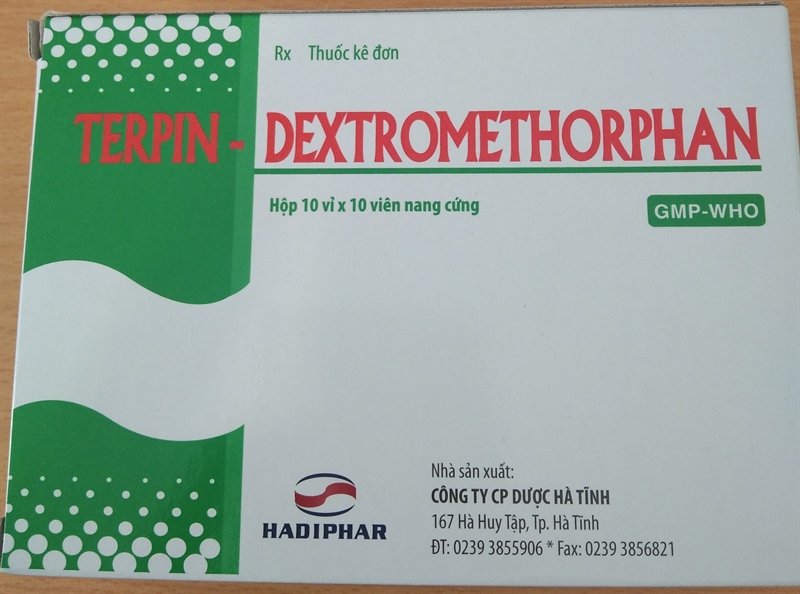 Rx Thuốc kê đơn
TERPIN - DEXTROMETHORPHAN
Hộp 10 vỉ x 10 viên nang cứng
GMP-WHO
HADIPHAR
Nhà sản xuất:
CÔNG TY CP DƯỢC HÀ TĨNH
167 Hà Huy Tập, Tp. Hà Tĩnh
ĐT: 0239 3855906 * Fax: 0239 3856821